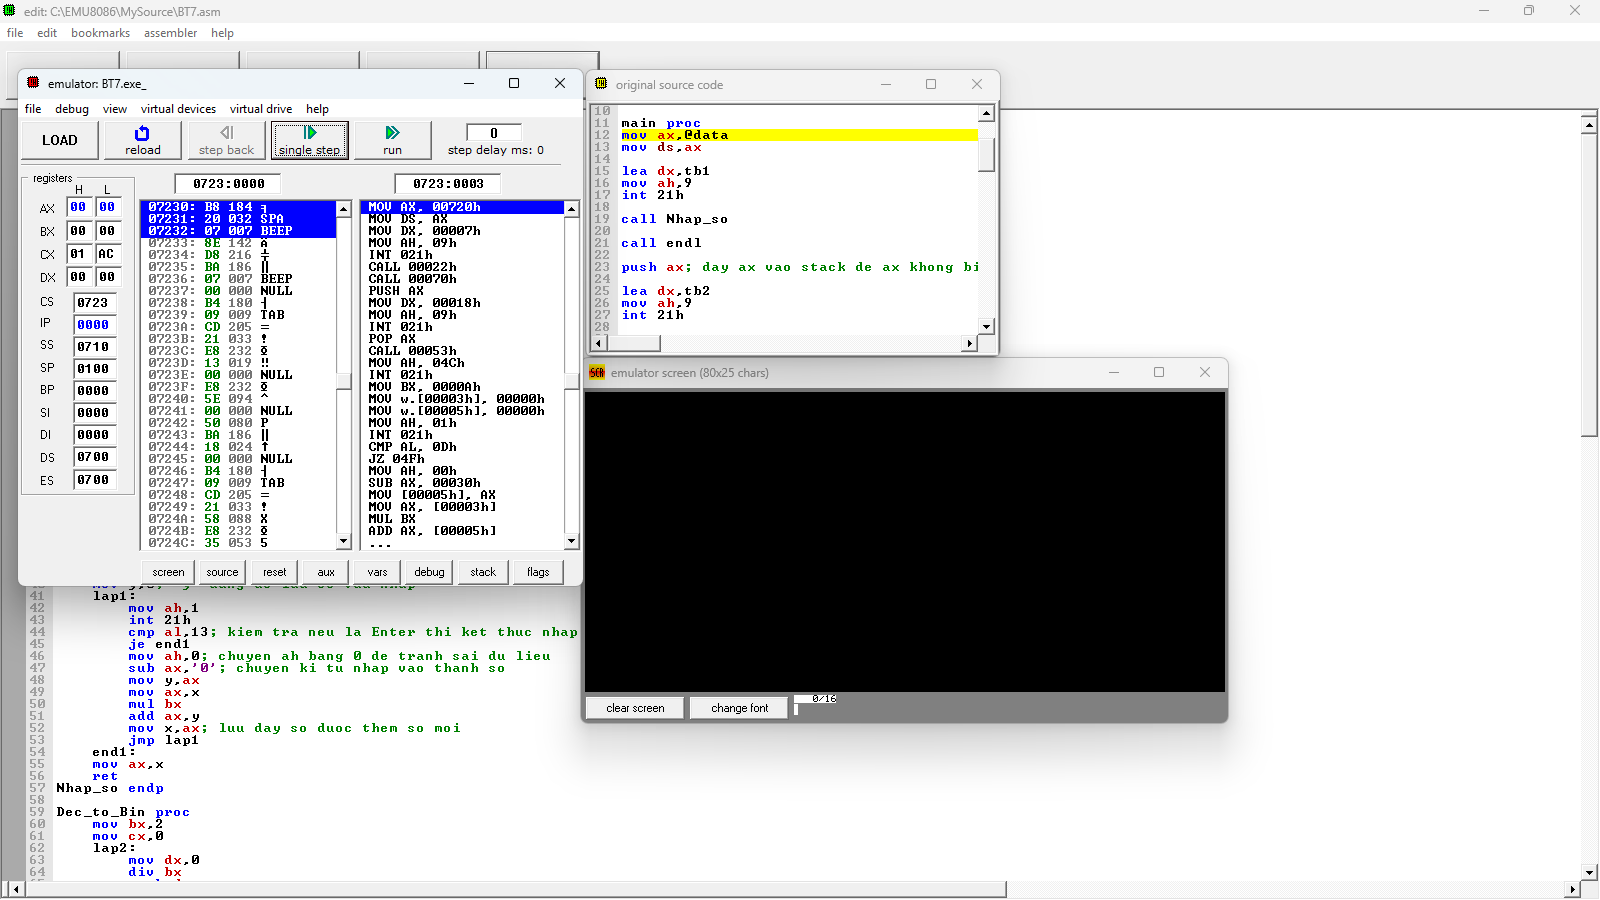 edit: C:\EMU8086\MySource\BT7.asm
file edit bookmarks assembler help
emulator: BT7.exe_
file debug view virtual devices virtual drive help
LOAD reload step back single step run 0
step delay ms: 0
registers
H L
AX 00 00
BX 00 00
CX 01 AC
DX 00 00
CS 0723
IP 0000
SS 0710
SP 0100
BP 0000
SI 0000
DI 0000
DS 0700
ES 0700
0723:0000
07230: B8 184 ╕
07231: 20 032 SPA
07232: 07 007 BEEP
07233: 8E 142 Ä
07234: D8 216 ╪
07235: BA 186 ║
07236: 07 007 BEEP
07237: 00 000 NULL
07238: B4 180 ┤
07239: 09 009 TAB
0723A: CD 205 =
0723B: 21 033 !
0723C: E8 232
0723D: 13 019 ‼
0723E: 00 000 NULL
0723F: E8 232
07240: 5E 094 ^
07241: 00 000 NULL
07242: 50 080 P
07243: BA 186 ║
07244: 18 024 ↑
07245: 00 000 NULL
07246: B4 180 ┤
07247: 09 009 TAB
07248: CD 205 =
07249: 21 033 !
0724A: 58 088 X
0724B: E8 232
0724C: 35 053 5
0723:0003
MOV AX, 00720h
MOV DS, AX
MOV DX, 00007h
MOV AH, 09h
INT 021h
CALL 00022h
CALL 00070h
PUSH AX
MOV DX, 00018h
MOV AH, 09h
INT 021h
POP AX
CALL 00053h
MOV AH, 04Ch
INT 021h
MOV BX, 0000Ah
MOV w.[00003h], 00000h
MOV w.[00005h], 00000h
MOV AH, 01h
INT 021h
CMP AL, 0Dh
JZ 04Fh
MOV AH, 00h
SUB AX, 00030h
MOV [00005h], AX
MOV AX, [00003h]
MUL BX
ADD AX, [00005h]
...
screen source reset aux vars debug stack flags
original source code
10
11 main proc
12 mov ax,@data
13 mov ds,ax
14
15 lea dx,tb1
16 mov ah,9
17 int 21h
18
19 call Nhap_so
20
21 call endl
22
23 push ax; day ax vao stack de ax khong bi
24
25 lea dx,tb2
26 mov ah,9
27 int 21h
28
emulator screen (80x25 chars)
clear screen change font 0/16
41 lap1:
42 mov ah,1
43 int 21h
44 cmp al,13; kiem tra neu la Enter thi ket thuc nhap
45 je end1
46 mov ah,0; chuyen ah bang 0 de tranh sai du lieu
47 sub ax,'0'; chuyen ki tu nhap vao thanh so
48 mov y,ax
49 mov ax,x
50 mul bx
51 add ax,y
52 mov x,ax; luu day so duoc them so moi
53 jmp lap1
54 end1:
55 mov ax,x
56 ret
57 Nhap_so endp
58
59 Dec_to_Bin proc
60 mov bx,2
61 mov cx,0
62 lap2:
63 mov dx,0
64 div bx